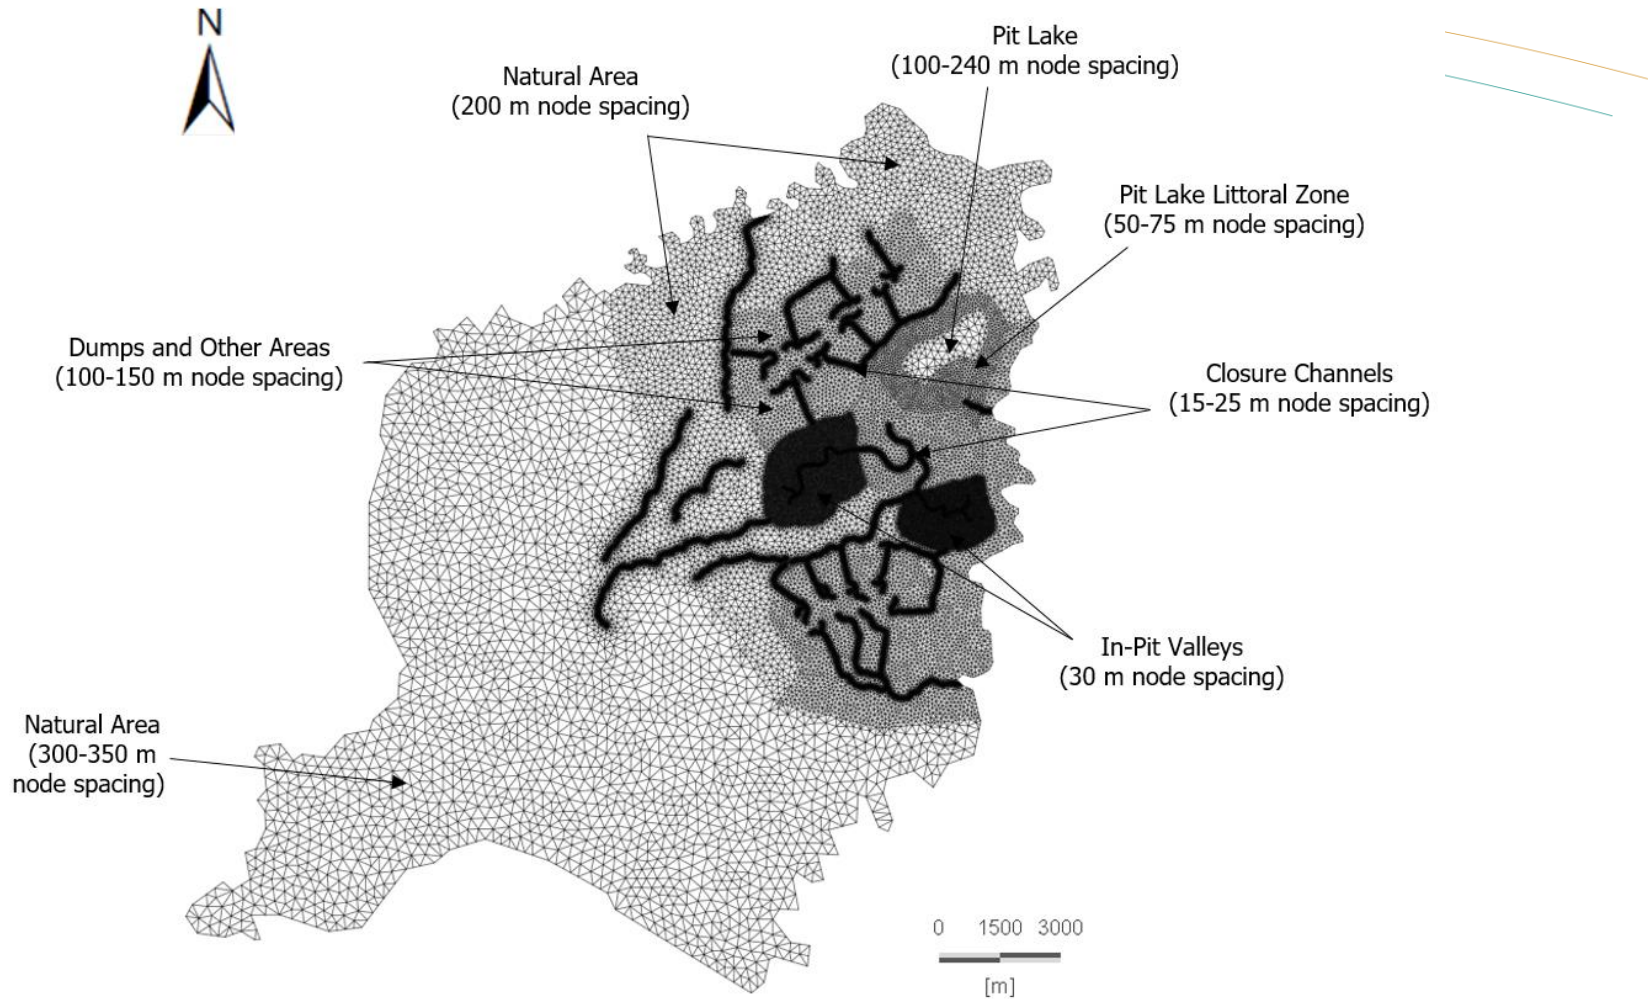 N
Pit Lake
(100-240 m node spacing)
Natural Area
(200 m node spacing)
Pit Lake Littoral Zone
(50-75 m node spacing)
Dumps and Other Areas
(100-150 m node spacing)
Closure Channels
(15-25 m node spacing)
In-Pit Valleys
(30 m node spacing)
Natural Area
(300-350 m
node spacing)
0 1500 3000
[m]